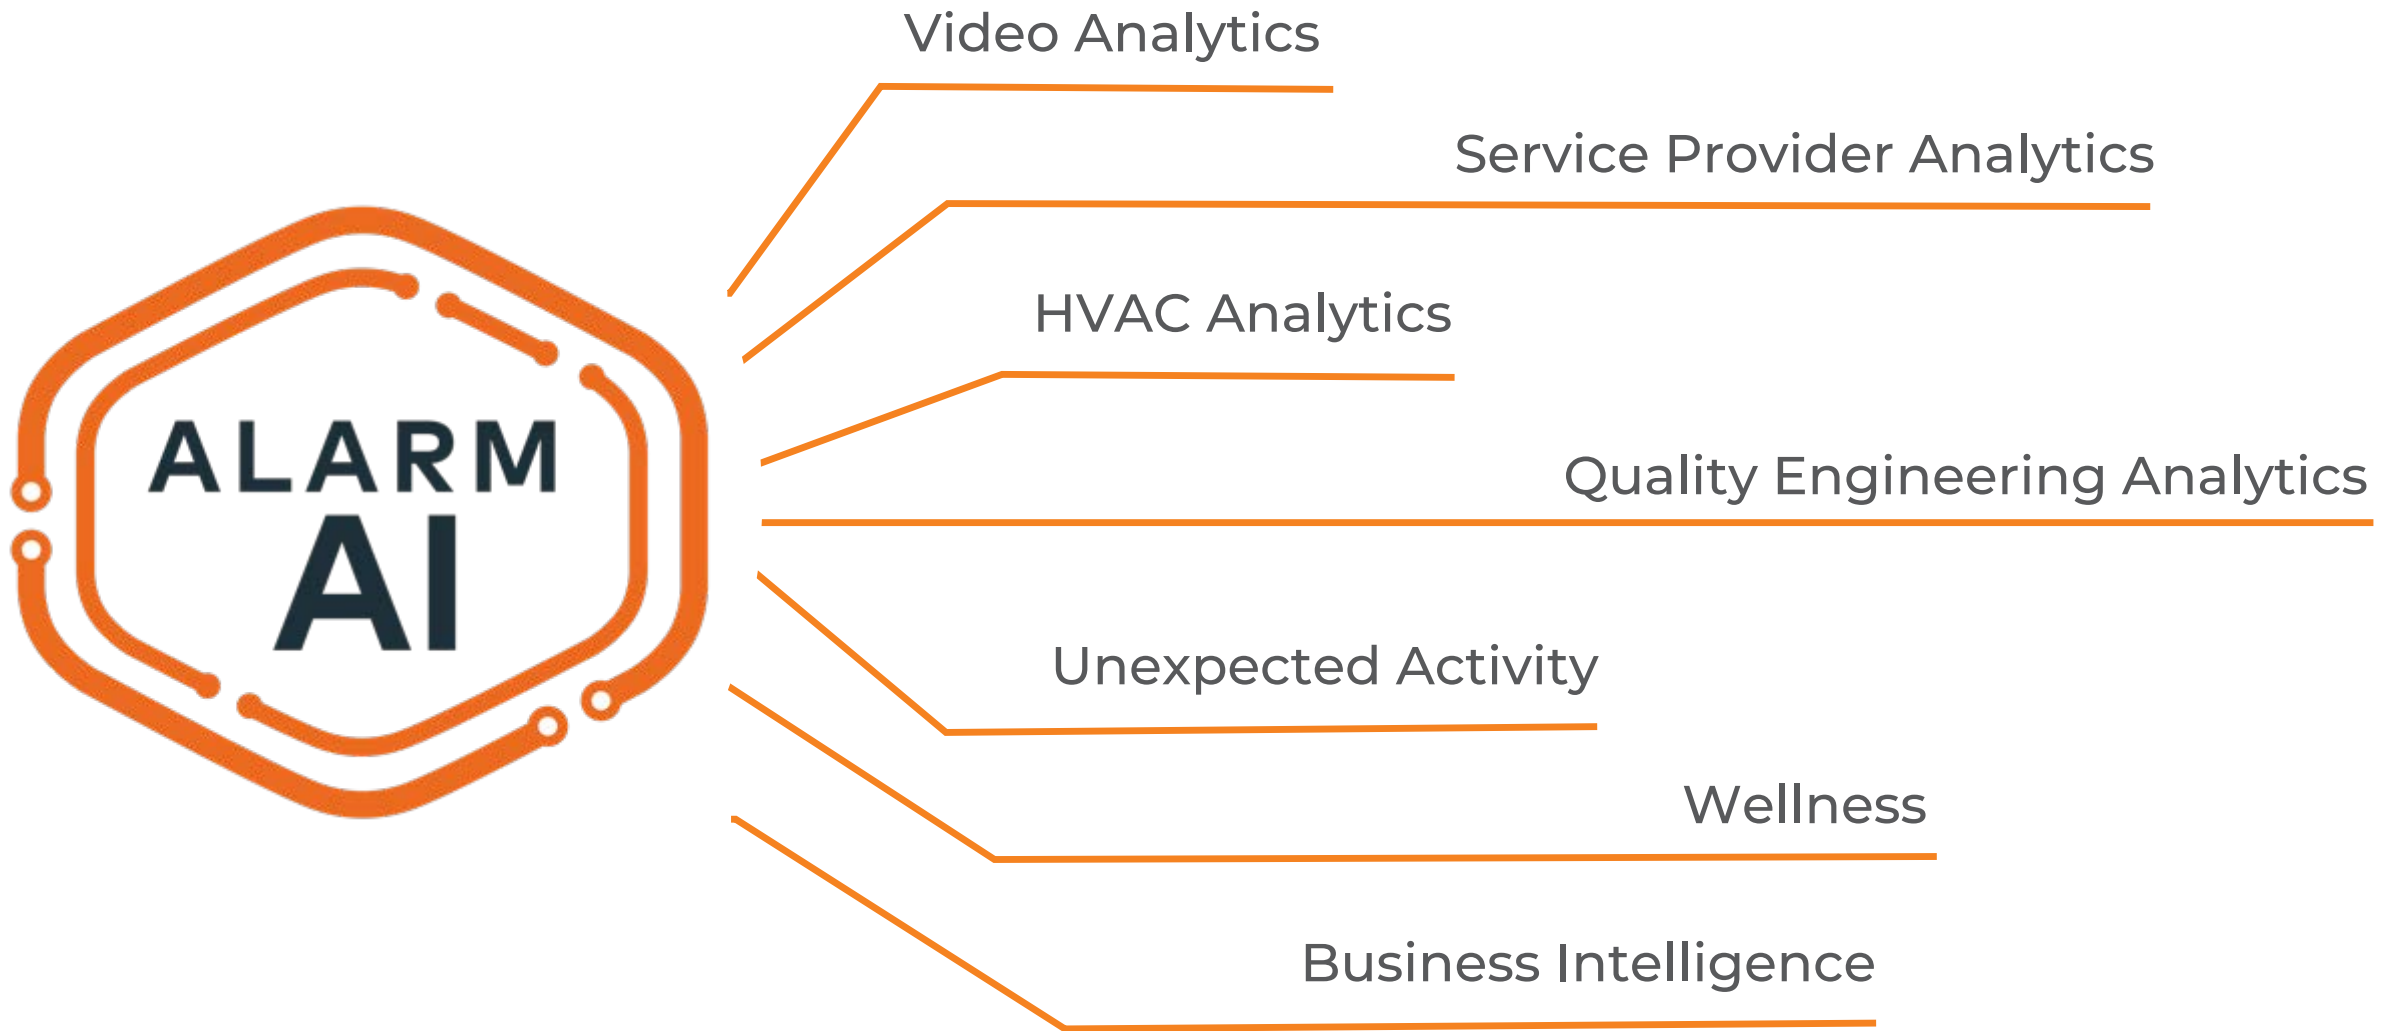 Video Analytics
Service Provider Analytics
HVAC Analytics
ALARM
AI
Quality Engineering Analytics
Unexpected Activity
Wellness
Business Intelligence